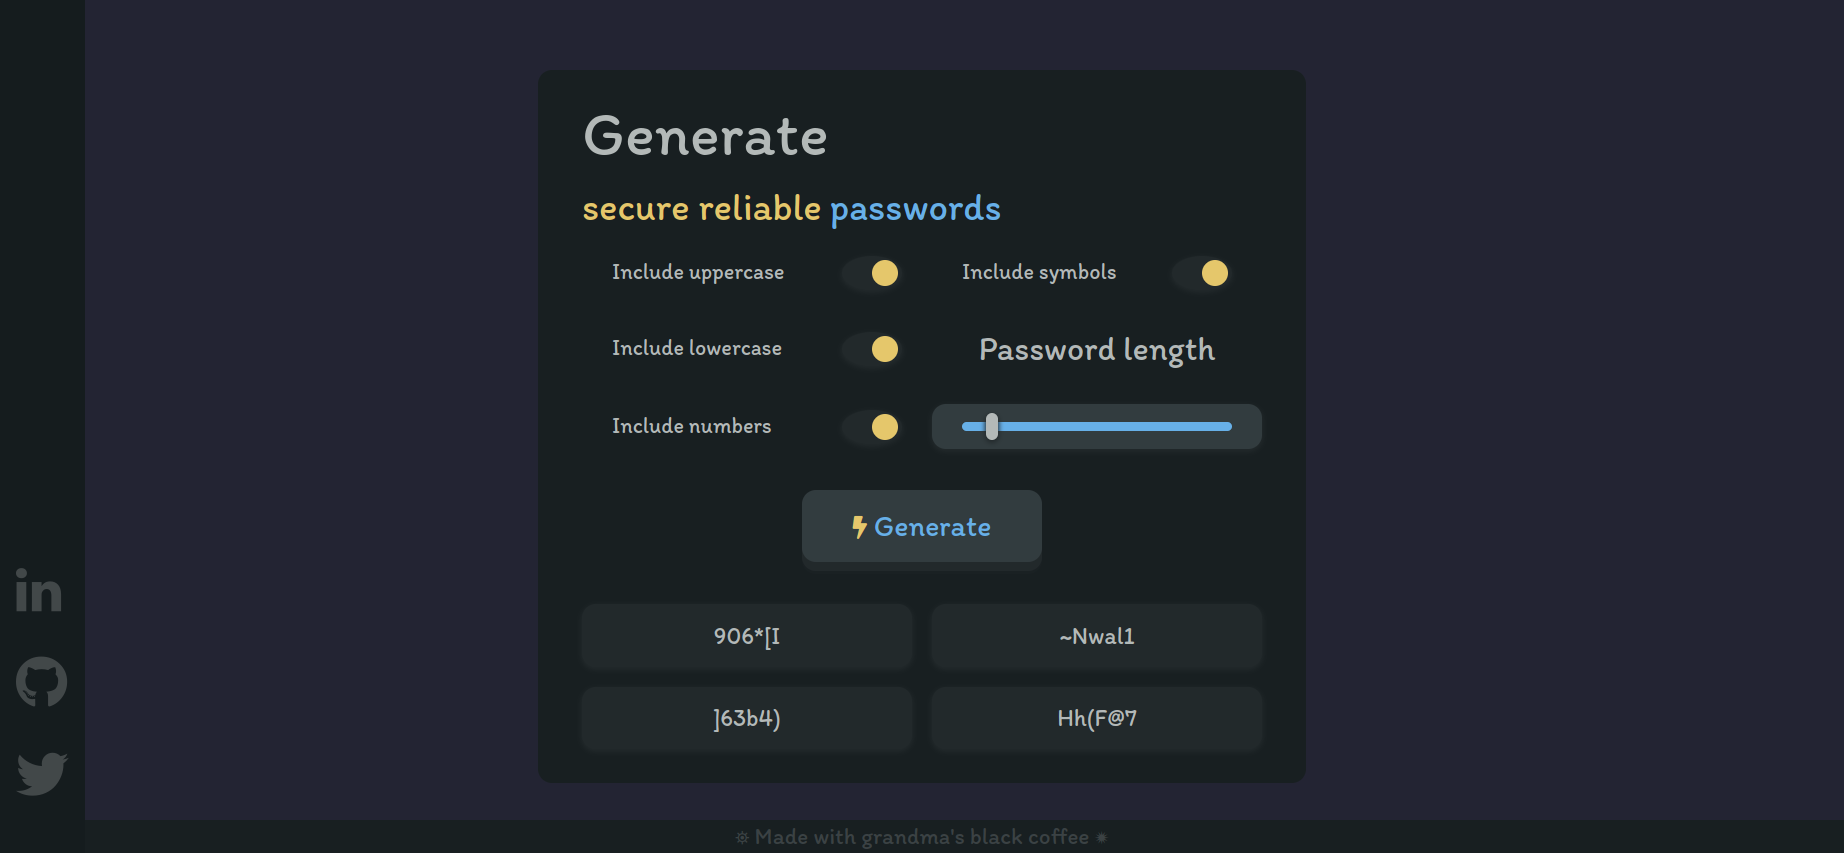 Generate
secure reliable passwords
Include uppercase
Include symbols
Include lowercase
Password length
Include numbers
Generate
906*[I
~Nwal1
]63b4)
Hh(F@7
in
Made with grandma's black coffee